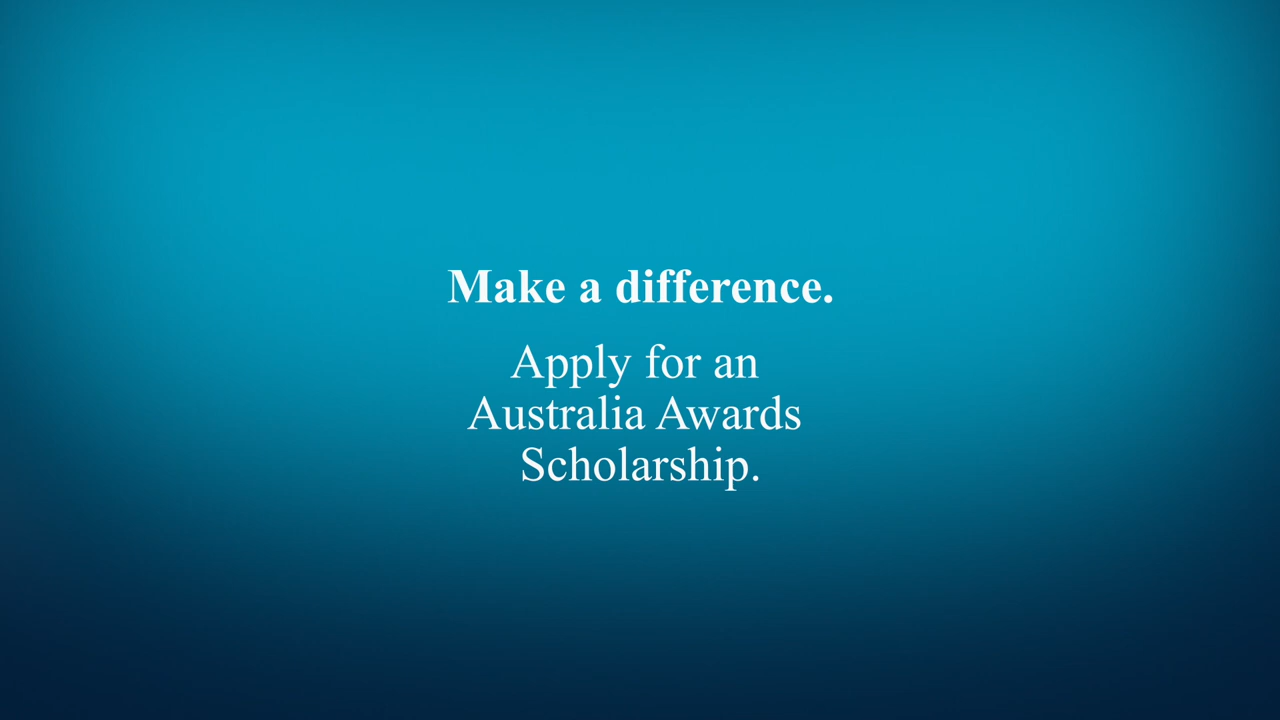 Make a difference.
Apply for an
Australia Awards
Scholarship.